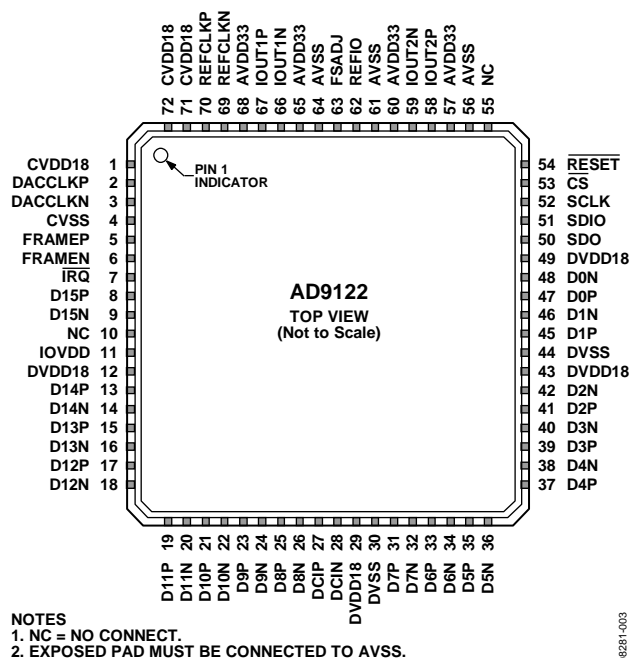 72 CVDD18
71 CVDD18
70 REFCLKP
69 REFCLKN
68 AVDD33
67 IOUT1P
66 IOUT1N
65 AVDD33
64 AVSS
63 FSADJ
62 REFIO
61 AVSS
60 AVDD33
59 IOUT2N
58 IOUT2P
57 AVDD33
56 AVSS
55 NC
CVDD18 1
DACCLKP 2
DACCLKN 3
CVSS 4
FRAMEP 5
FRAMEN 6
IRQ 7
D15P 8
D15N 9
NC 10
IOVDD 11
DVDD18 12
D14P 13
D14N 14
D13P 15
D13N 16
D12P 17
D12N 18
PIN 1
INDICATOR
AD9122
TOP VIEW
(Not to Scale)
54 RESET
53 CS
52 SCLK
51 SDIO
50 SDO
49 DVDD18
48 D0N
47 D0P
46 D1N
45 D1P
44 DVSS
43 DVDD18
42 D2N
41 D2P
40 D3N
39 D3P
38 D4N
37 D4P
D11P 19
D11N 20
D10P 21
D10N 22
D9P 23
D9N 24
D8P 25
D8N 26
DCIP 27
DCIN 28
DVDD18 29
DVSS 30
D7P 31
D7N 32
D6P 33
D6N 34
D5P 35
D5N 36
NOTES
1. NC = NO CONNECT.
2. EXPOSED PAD MUST BE CONNECTED TO AVSS.
8281-003